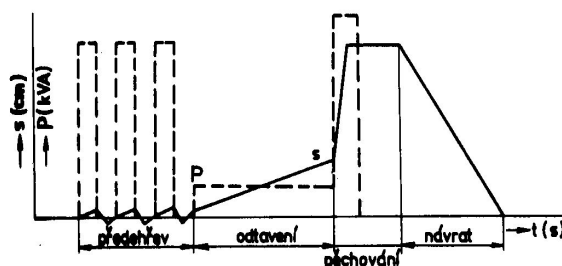 s (cm)
P (kVA)
P
s
předehřev
odtavení
pěchování
návrat
t (s)